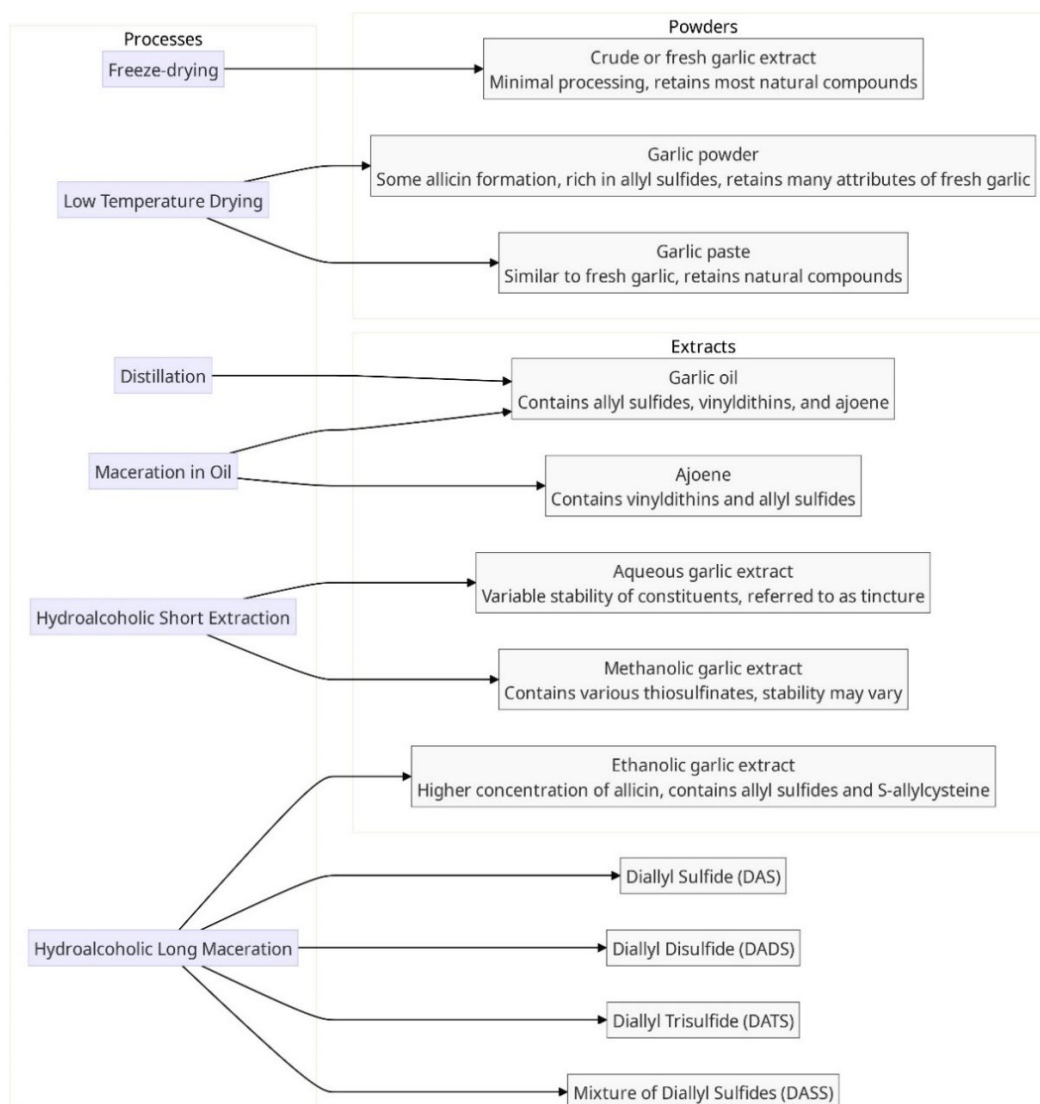 Processes
Powders
Freeze-drying
Crude or fresh garlic extract
Minimal processing, retains most natural compounds
Low Temperature Drying
Garlic powder
Some allicin formation, rich in allyl sulfides, retains many attributes of fresh garlic
Garlic paste
Similar to fresh garlic, retains natural compounds
Extracts
Distillation
Garlic oil
Contains allyl sulfides, vinyldithins, and ajoene
Maceration in Oil
Ajoene
Contains vinyldithins and allyl sulfides
Hydroalcoholic Short Extraction
Aqueous garlic extract
Variable stability of constituents, referred to as tincture
Methanolic garlic extract
Contains various thiosulfinates, stability may vary
Ethanolic garlic extract
Higher concentration of allicin, contains allyl sulfides and S-allylcysteine
Hydroalcoholic Long Maceration
Diallyl Sulfide (DAS)
Diallyl Disulfide (DADS)
Diallyl Trisulfide (DATS)
Mixture of Diallyl Sulfides (DASS)